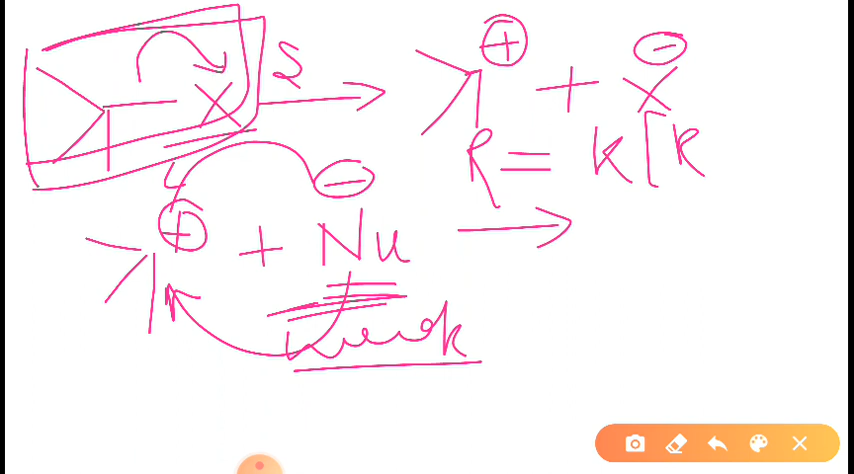 X S ⊕ + X ⊖
R = K [R
⊕ + Nu ⊖
weak